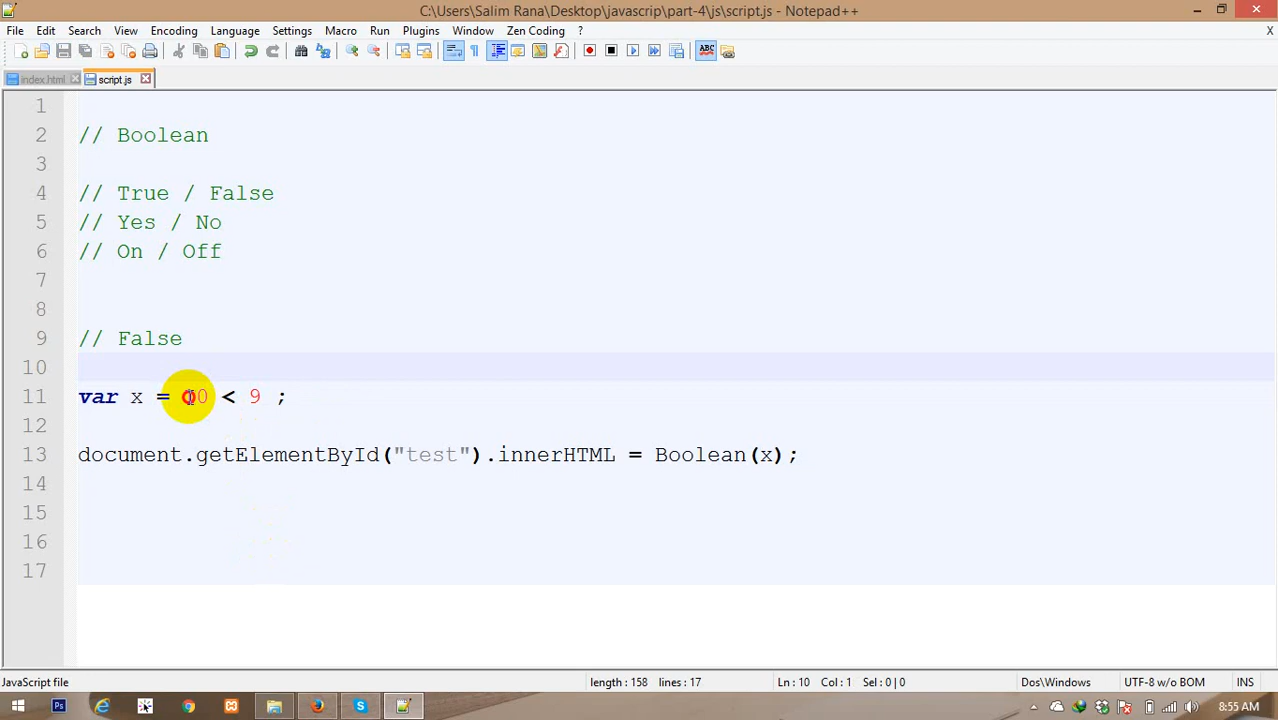 C:\Users\Salim Rana\Desktop\javascrip\part-4\js\script.js - Notepad++
File Edit Search View Encoding Language Settings Macro Run Plugins Window Zen Coding ? X
index.html script.js
1
2 // Boolean
3
4 // True / False
5 // Yes / No
6 // On / Off
7
8
9 // False
10
11 var x = 10 < 9 ;
12
13 document.getElementById("test").innerHTML = Boolean(x);
14
15
16
17
JavaScript file length : 158 lines : 17 Ln : 10 Col : 1 Sel : 0 | 0 Dos\Windows UTF-8 w/o BOM INS
8:55 AM